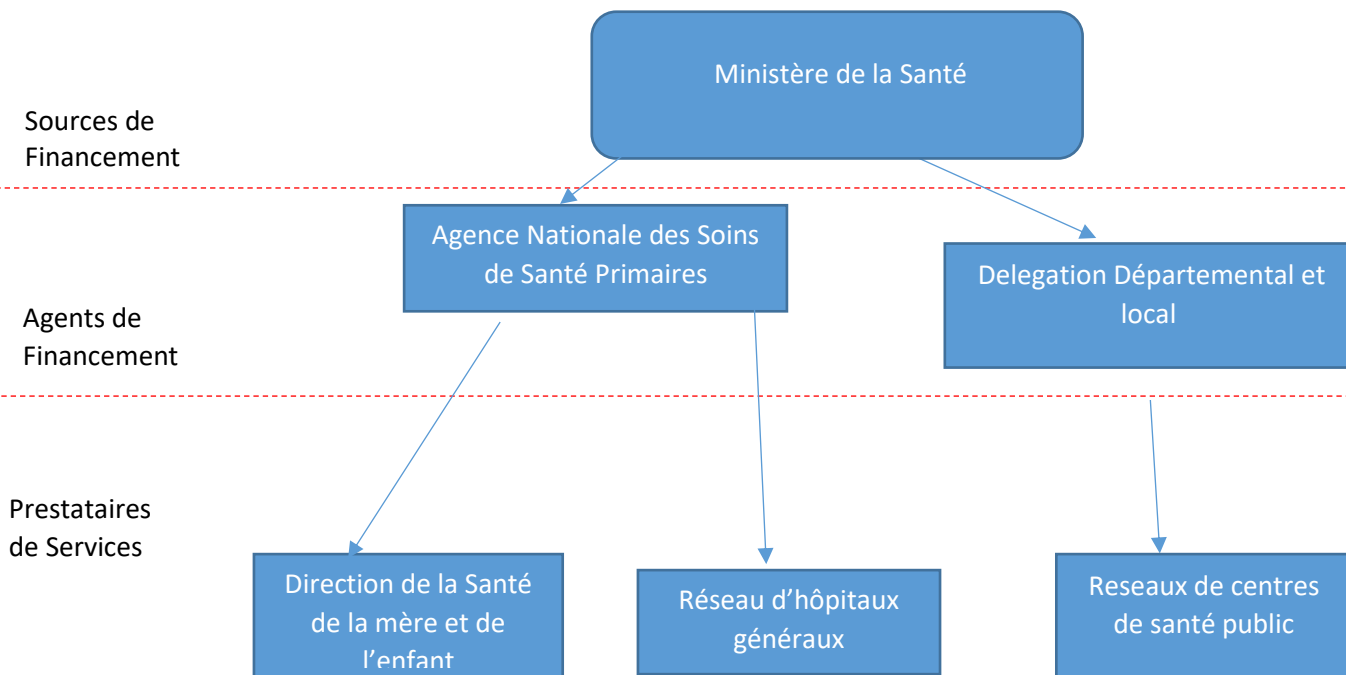 Ministère de la Santé
Sources de
Financement
Agence Nationale des Soins
de Santé Primaires
Delegation Départemental et
local
Agents de
Financement
Prestataires
de Services
Direction de la Santé
de la mère et de
l'enfant
Réseau d'hôpitaux
généraux
Reseaux de centres
de santé public